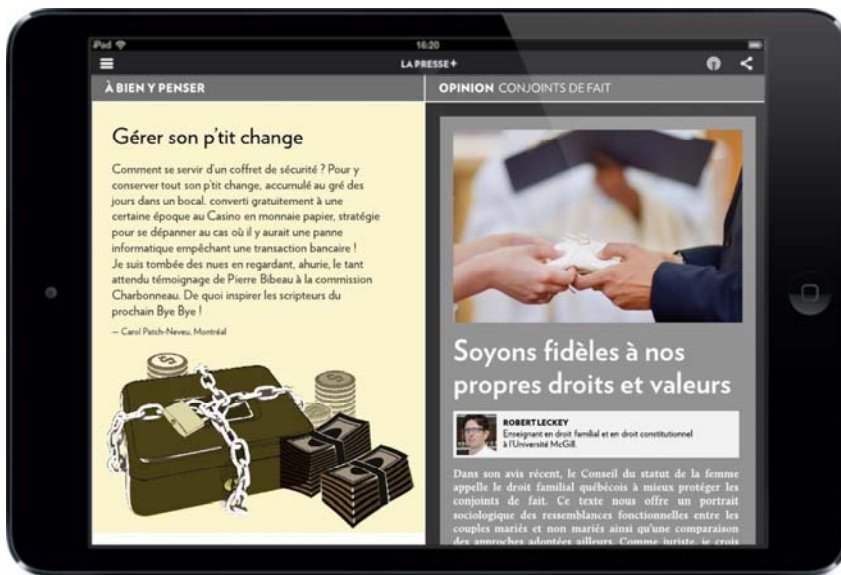 iPad
16:20
LA PRESSE+
À BIEN Y PENSER
Gérer son p'tit change
Comment se servir d'un coffret de sécurité ? Pour y
conserver tout son p'tit change, accumulé au gré des
jours dans un bocal. converti gratuitement à une
certaine époque au Casino en monnaie papier, stratégie
pour se dépanner au cas où il y aurait une panne
informatique empêchant une transaction bancaire !
Je suis tombée des nues en regardant, ahurie, le tant
attendu témoignage de Pierre Bibeau à la commission
Charbonneau. De quoi inspirer les scripteurs du
prochain Bye Bye !
— Carol Patch-Neveu, Montréal
OPINION CONJOINTS DE FAIT
Soyons fidèles à nos
propres droits et valeurs
ROBERT LECKEY
Enseignant en droit familial et en droit constitutionnel
à l'Université McGill.
Dans son avis récent, le Conseil du statut de la femme
appelle le droit familial québécois à mieux protéger les
conjoints de fait. Ce texte nous offre un portrait
sociologique des ressemblances fonctionnelles entre les
couples mariés et non mariés ainsi qu'une comparaison
des approches adoptées ailleurs. Comme juriste, je crois